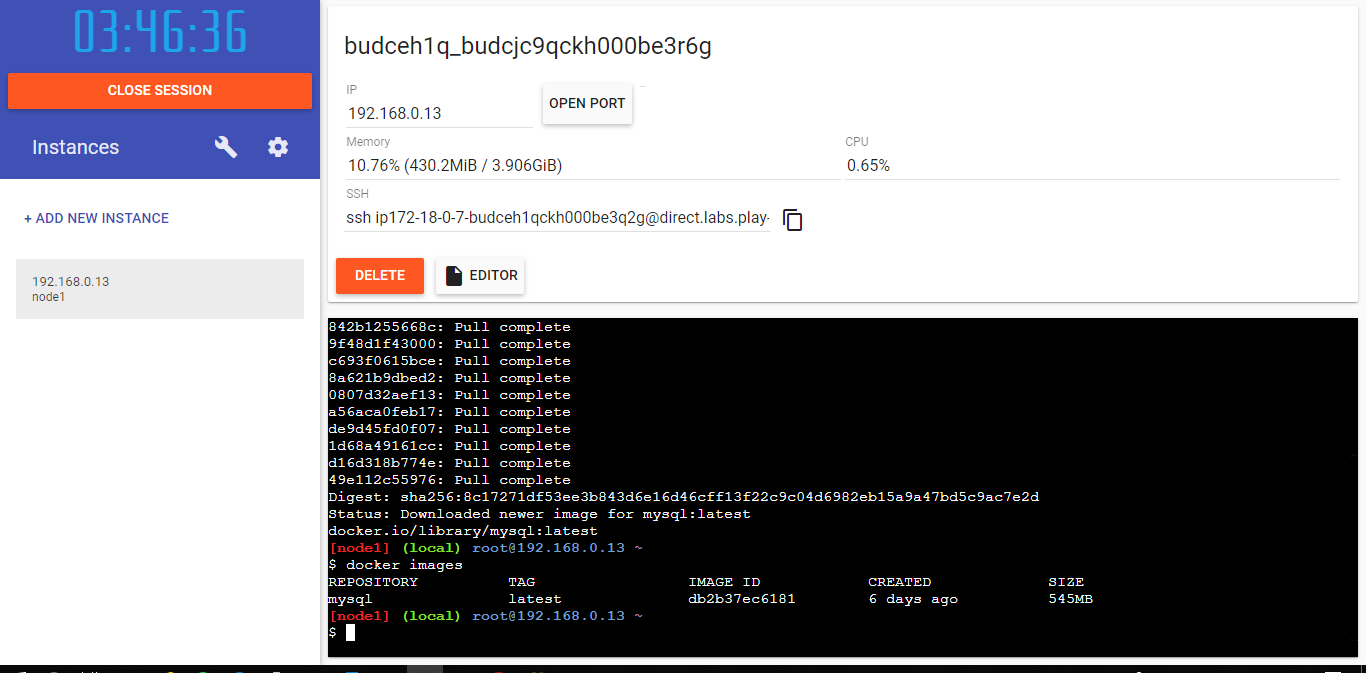 03:46:36
CLOSE SESSION
Instances
+ ADD NEW INSTANCE
192.168.0.13
node1
budceh1q_budcjc9qckh000be3r6g
IP
192.168.0.13
OPEN PORT
Memory
10.76% (430.2MiB / 3.906GiB)
CPU
0.65%
SSH
ssh ip172-18-0-7-budceh1qckh000be3q2g@direct.labs.play-
DELETE
EDITOR
842b1255668c: Pull complete
9f48d1f43000: Pull complete
c693f0615bce: Pull complete
8a621b9dbed2: Pull complete
0807d32aef13: Pull complete
a56aca0feb17: Pull complete
de9d45fd0f07: Pull complete
1d68a49161cc: Pull complete
d16d318b774e: Pull complete
49e112c55976: Pull complete
Digest: sha256:8c17271df53ee3b843d6e16d46cff13f22c9c04d6982eb15a9a47bd5c9ac7e2d
Status: Downloaded newer image for mysql:latest
docker.io/library/mysql:latest
[node1] (local) root@192.168.0.13 ~
$ docker images
REPOSITORY TAG IMAGE ID CREATED SIZE
mysql latest db2b37ec6181 6 days ago 545MB
[node1] (local) root@192.168.0.13 ~
$